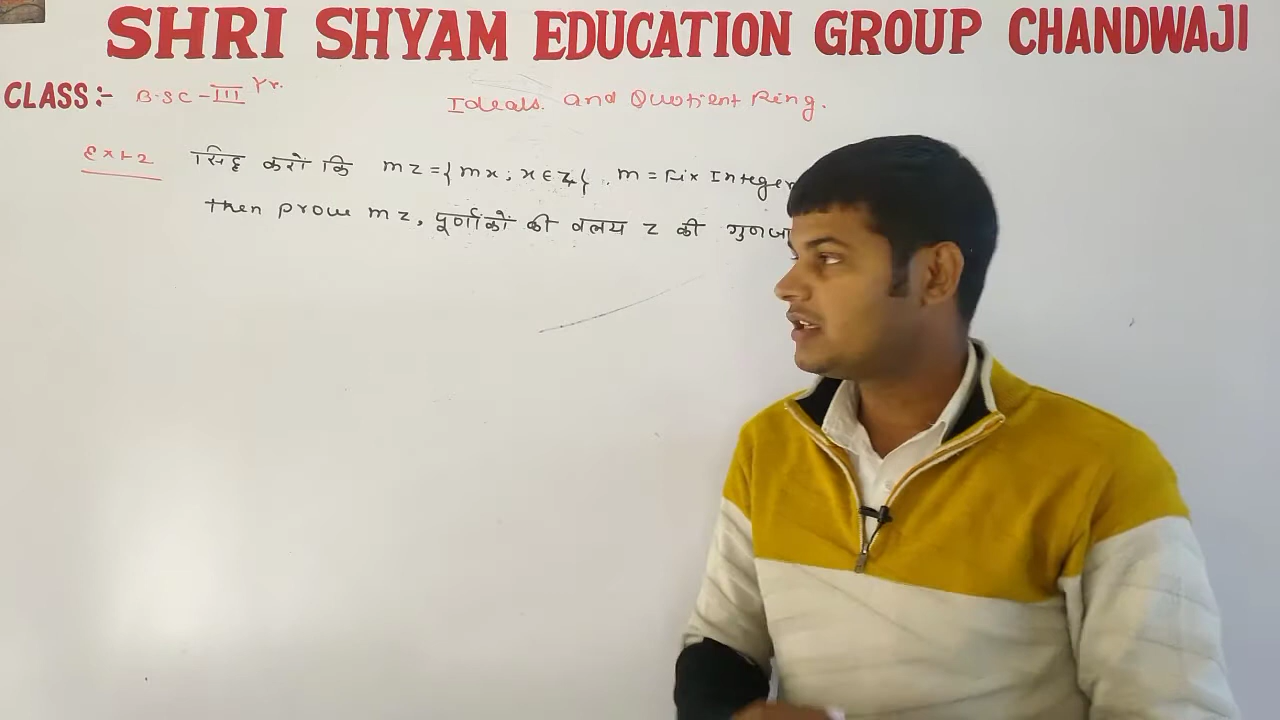 SHRI SHYAM EDUCATION GROUP CHANDWAJI
CLASS:- B.SC-III Yr.
Ideals and Quotient Ring.
Ex+2 सिद्ध करो कि mz={mx; x∈Z} m = Fix Integer
then prove mz, पूर्णाकों की वलय z की